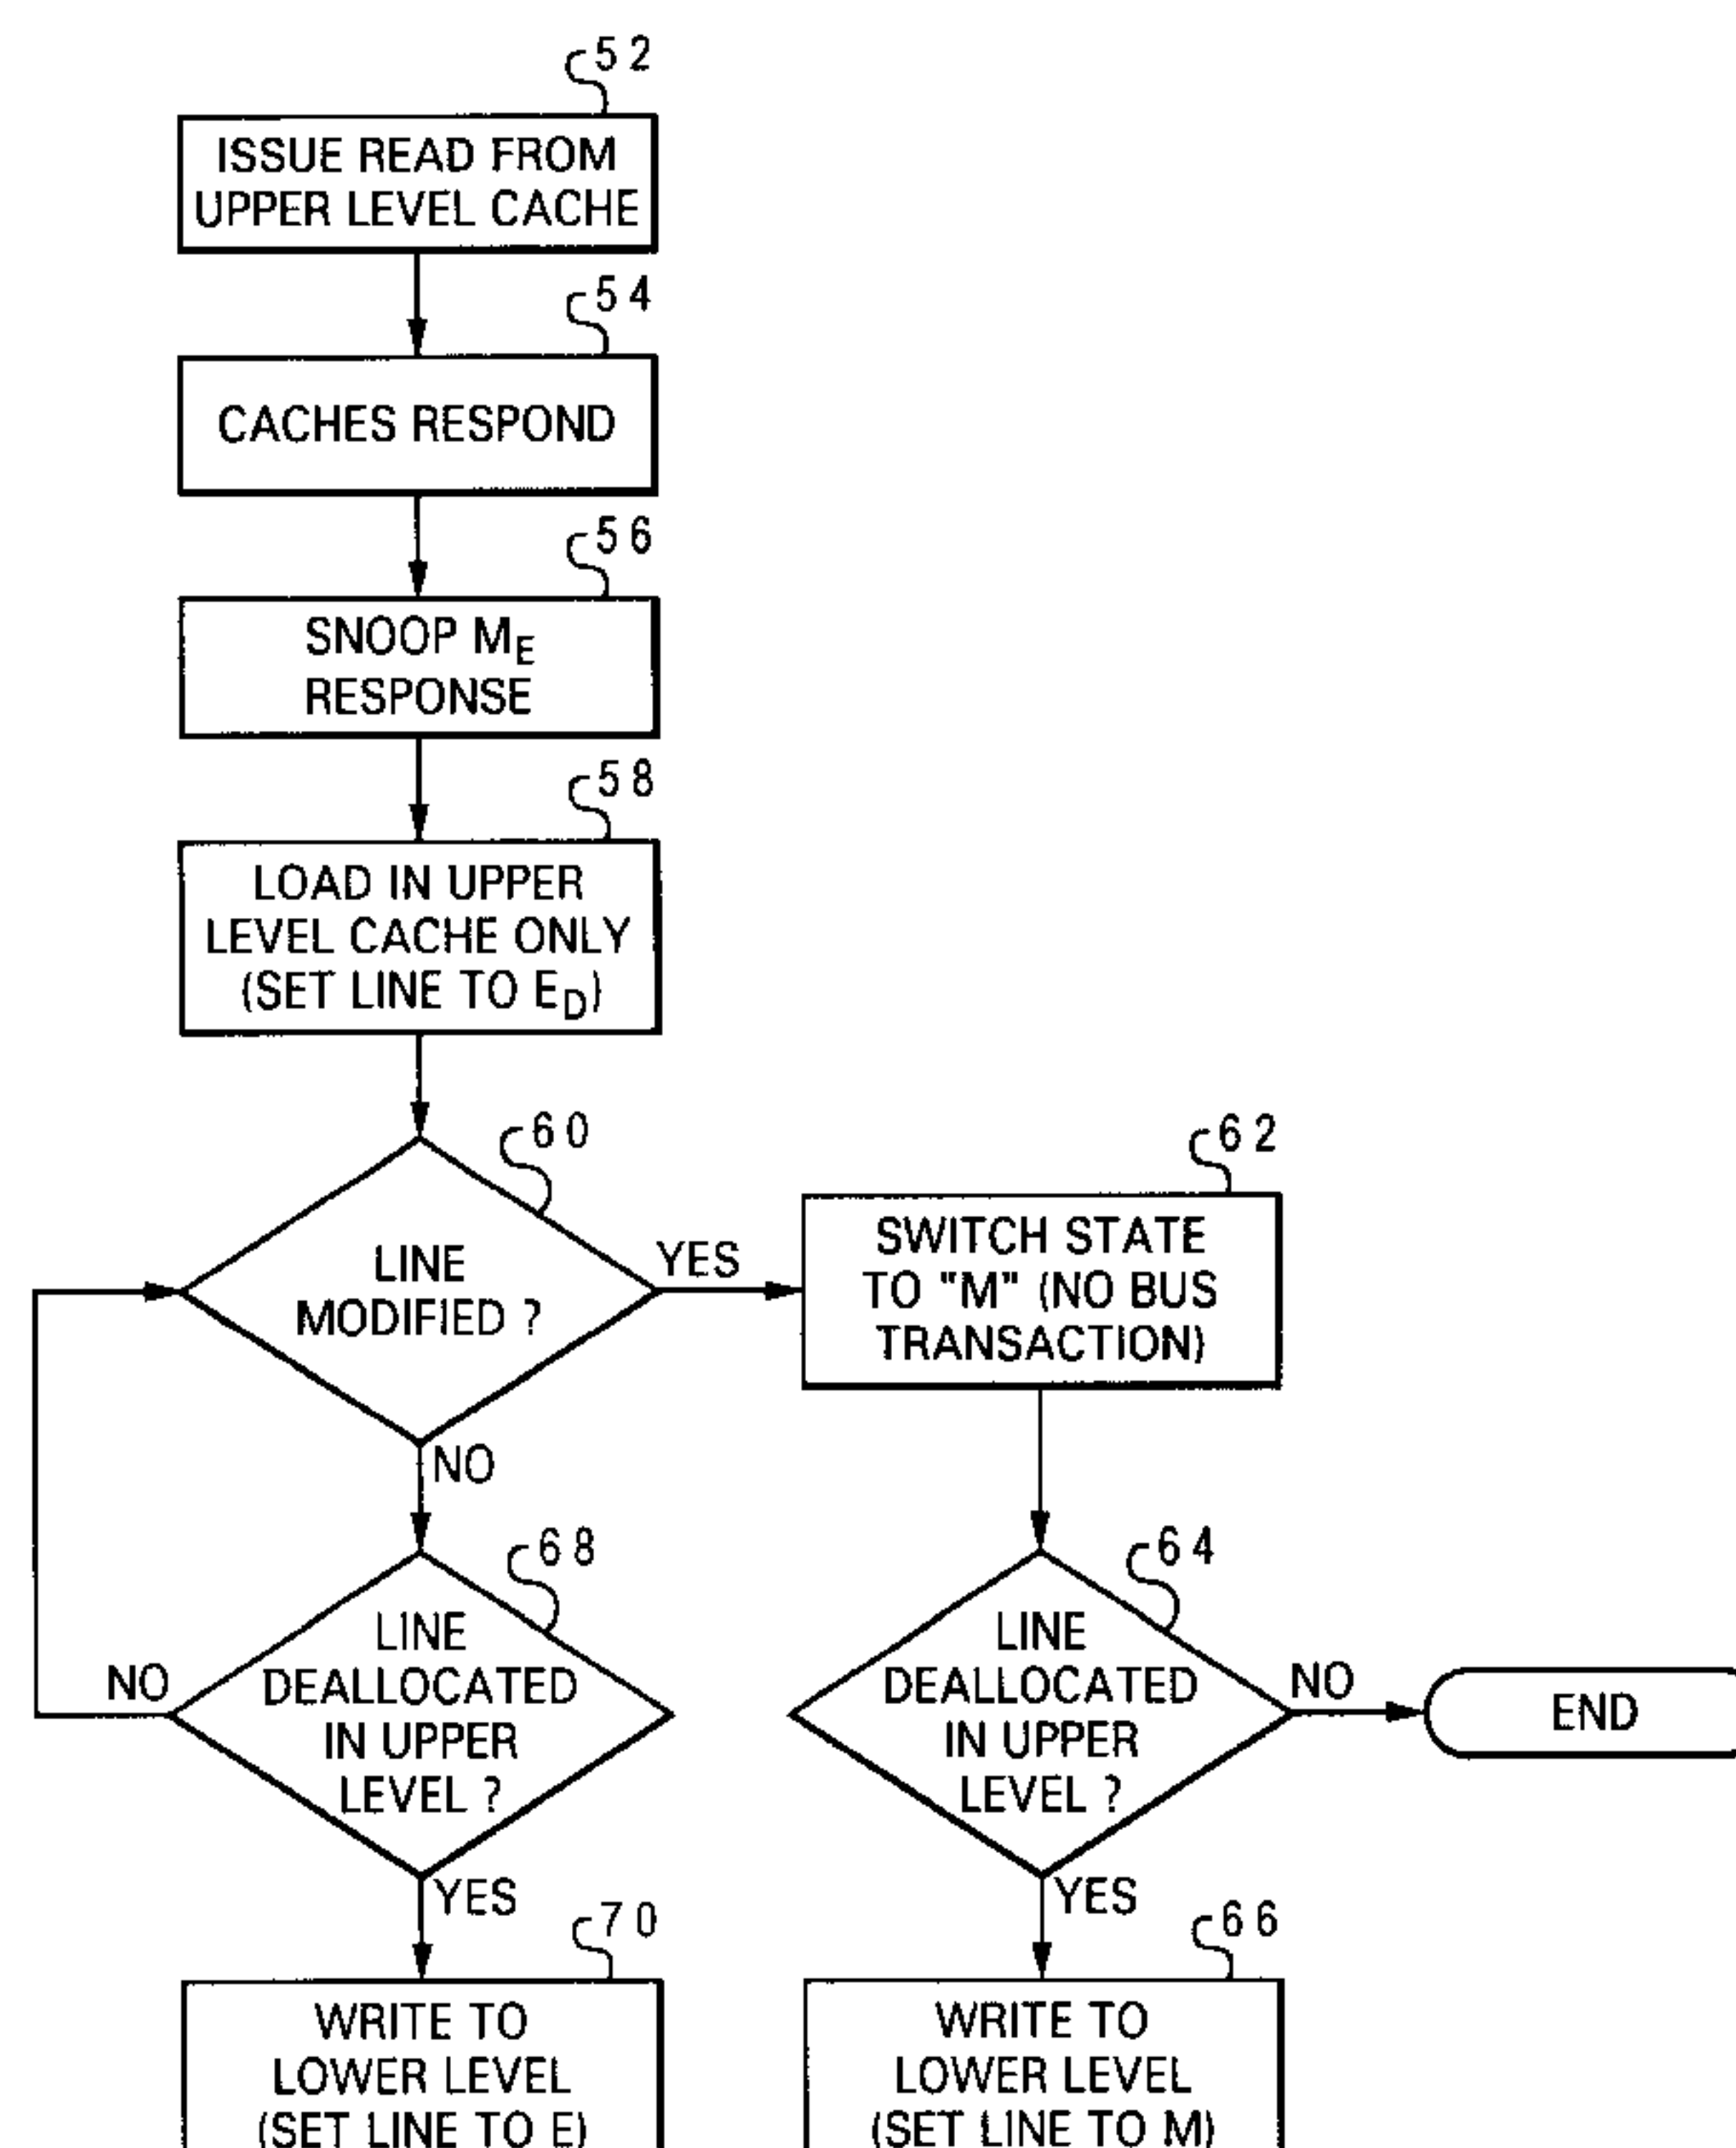 52
ISSUE READ FROM
UPPER LEVEL CACHE
54
CACHES RESPOND
56
SNOOP M_E
RESPONSE
58
LOAD IN UPPER
LEVEL CACHE ONLY
(SET LINE TO E_D)
60
LINE
MODIFIED ?
YES
NO
62
SWITCH STATE
TO "M" (NO BUS
TRANSACTION)
68
LINE
DEALLOCATED
IN UPPER
LEVEL ?
NO
YES
64
LINE
DEALLOCATED
IN UPPER
LEVEL ?
NO
END
YES
70
WRITE TO
LOWER LEVEL
(SET LINE TO E)
66
WRITE TO
LOWER LEVEL
(SET LINE TO M)